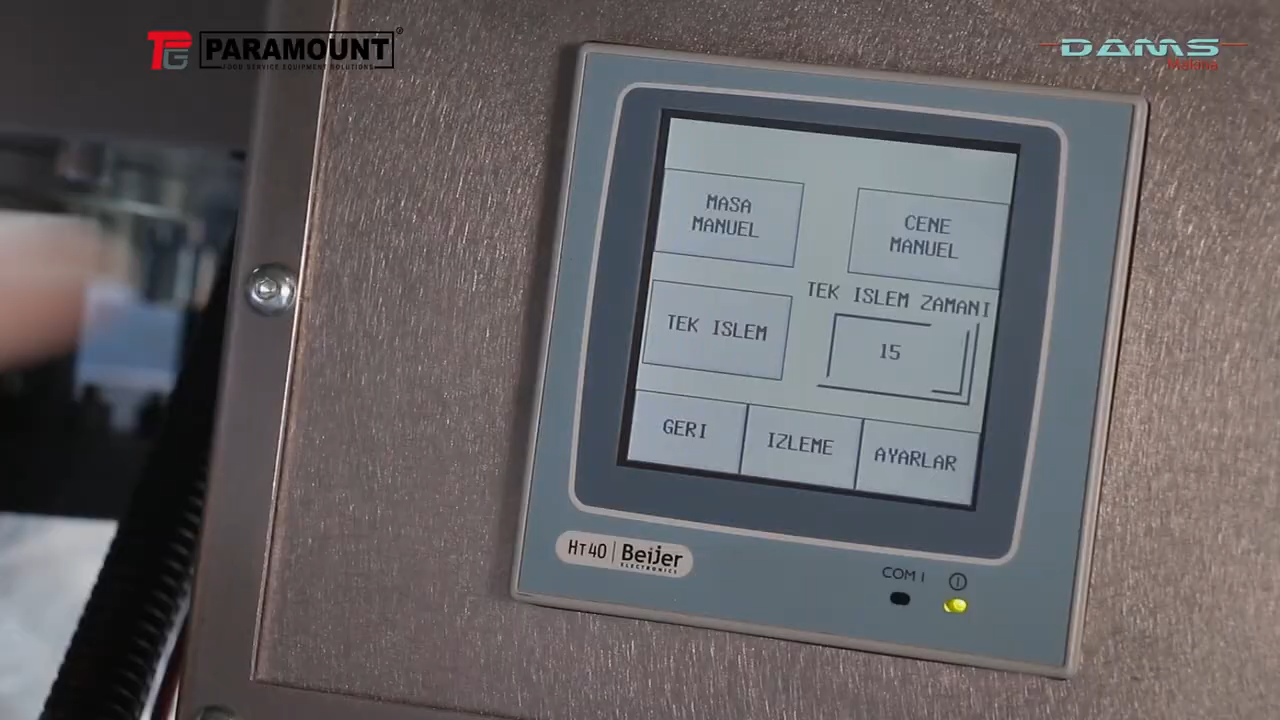 PARAMOUNT
FOOD SERVICE EQUIPMENT SOLUTIONS
DAMS
Makina
MASA
MANUEL
CENE
MANUEL
TEK ISLEM ZAMANI
TEK ISLEM
15
GERI
IZLEME
AYARLAR
HT40 | Beijer
ELECTRONICS
COM 1